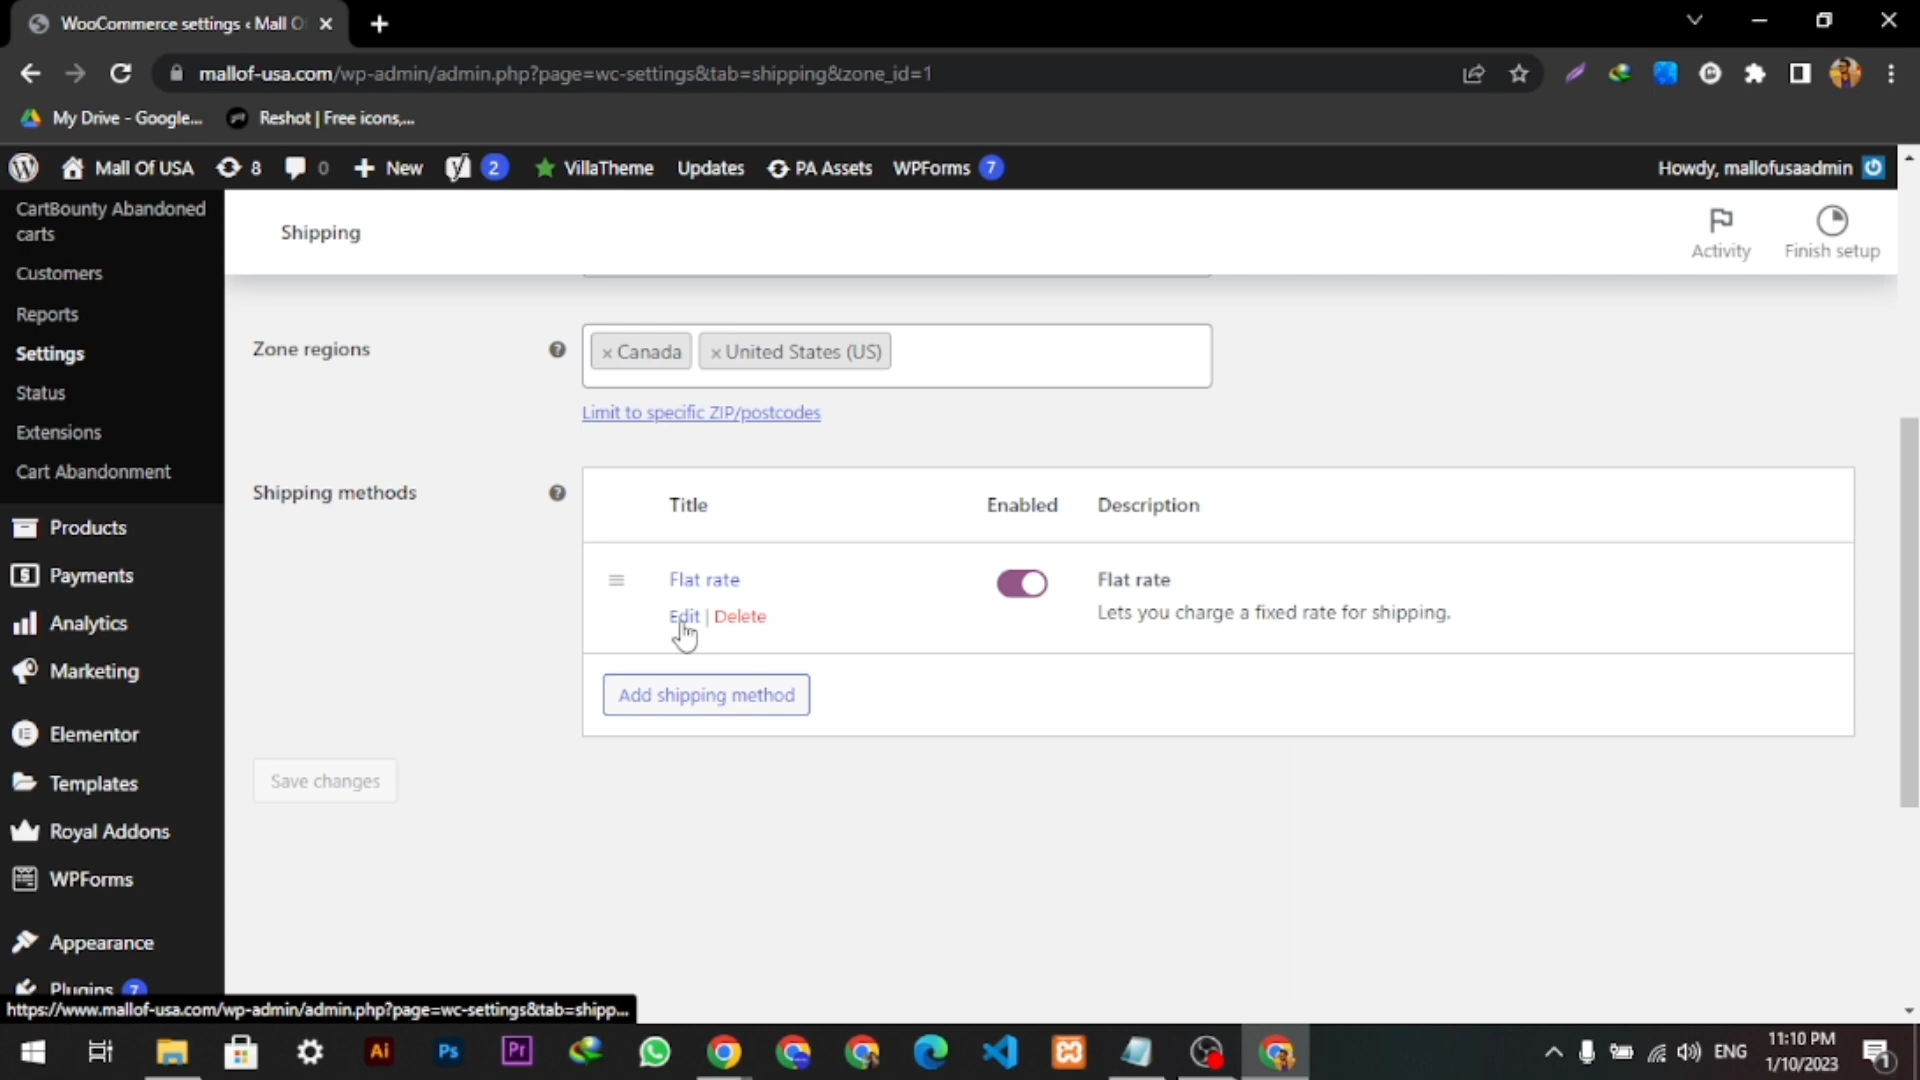 WooCommerce settings ‹ Mall O
mallof-usa.com/wp-admin/admin.php?page=wc-settings&tab=shipping&zone_id=1
My Drive - Google...
Reshot | Free icons,...
Mall Of USA
8
0
New
2
VillaTheme
Updates
PA Assets
WPForms
7
Howdy, mallofusaadmin
CartBounty Abandoned
carts
Customers
Reports
Settings
Status
Extensions
Cart Abandonment
Products
Payments
Analytics
Marketing
Elementor
Templates
Royal Addons
WPForms
Appearance
Plugins
7
Shipping
Activity
Finish setup
Zone regions
× Canada
× United States (US)
Limit to specific ZIP/postcodes
Shipping methods
Title
Enabled
Description
Flat rate
Flat rate
Edit | Delete
Lets you charge a fixed rate for shipping.
Add shipping method
Save changes
https://www.mallof-usa.com/wp-admin/admin.php?page=wc-settings&tab=shipp...
Ai
Ps
Pr
ENG
11:10 PM
1/10/2023
1